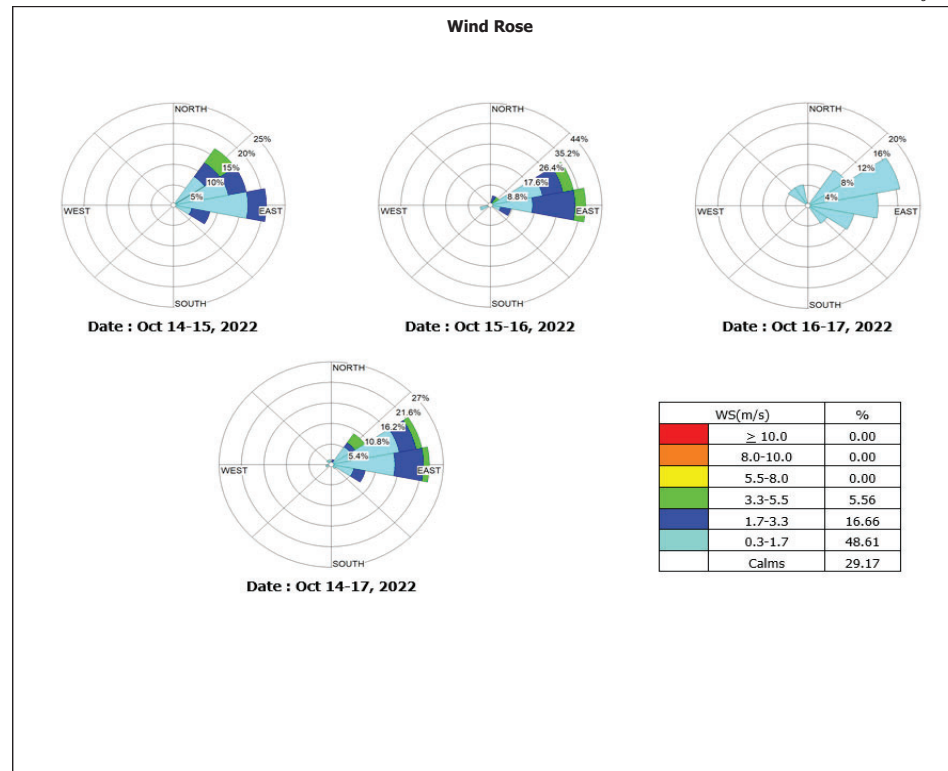 Wind Rose
NORTH
25%
20%
15%
10%
5%
WEST
EAST
SOUTH
Date : Oct 14-15, 2022
NORTH
44%
35.2%
26.4%
17.6%
8.8%
WEST
EAST
SOUTH
Date : Oct 15-16, 2022
NORTH
20%
16%
12%
8%
4%
WEST
EAST
SOUTH
Date : Oct 16-17, 2022
NORTH
27%
21.6%
16.2%
10.8%
5.4%
WEST
EAST
SOUTH
Date : Oct 14-17, 2022
WS(m/s) %
≥ 10.0 0.00
8.0-10.0 0.00
5.5-8.0 0.00
3.3-5.5 5.56
1.7-3.3 16.66
0.3-1.7 48.61
Calms 29.17